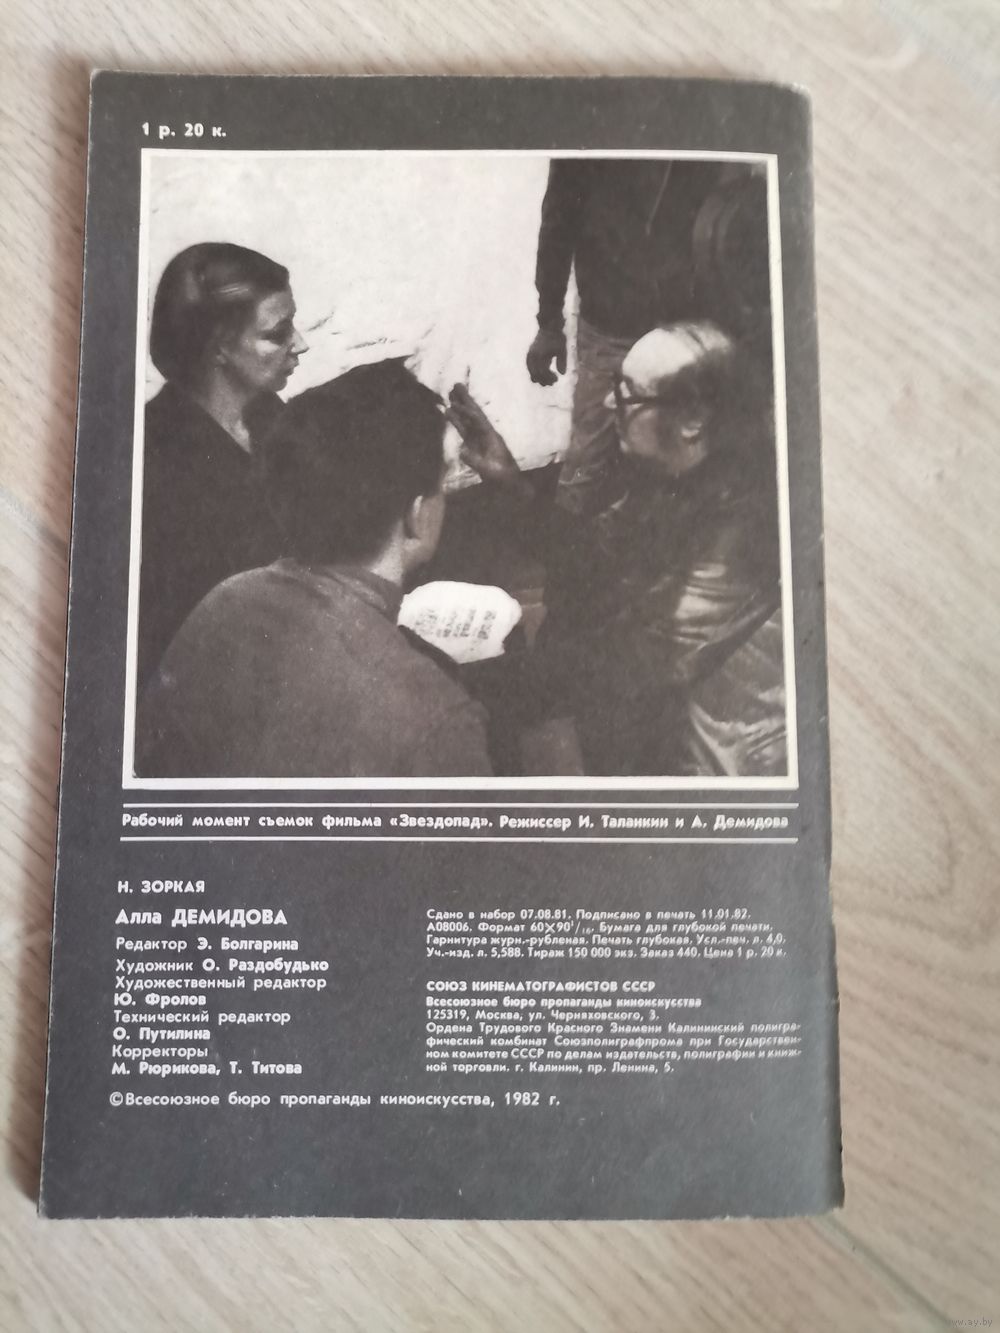 1 р. 20 к.
Рабочий момент съемок фильма «Звездопад». Режиссер И. Таланкин и А. Демидова
Н. ЗОРКАЯ
Алла ДЕМИДОВА
Редактор Э. Болгарина
Художник О. Раздобудько
Художественный редактор
Ю. Фролов
Технический редактор
О. Путилина
Корректоры
М. Рюрикова, Т. Титова
Сдано в набор 07.08.81. Подписано в печать 11.01.82.
А08006. Формат 60×90¹/₁₆. Бумага для глубокой печати.
Гарнитура журн.-рубленая. Печать глубокая. Усл.-печ. л. 4,0.
Уч.-изд. л. 5,588. Тираж 150 000 экз. Заказ 440. Цена 1 р. 20 к.
СОЮЗ КИНЕМАТОГРАФИСТОВ СССР
Всесоюзное бюро пропаганды киноискусства
125319, Москва, ул. Черняховского, 3.
Ордена Трудового Красного Знамени Калининский полигра-
фический комбинат Союзполиграфпрома при Государствен-
ном комитете СССР по делам издательств, полиграфии и книж-
ной торговли. г. Калинин, пр. Ленина, 5.
©Всесоюзное бюро пропаганды киноискусства, 1982 г.
www.ay.by